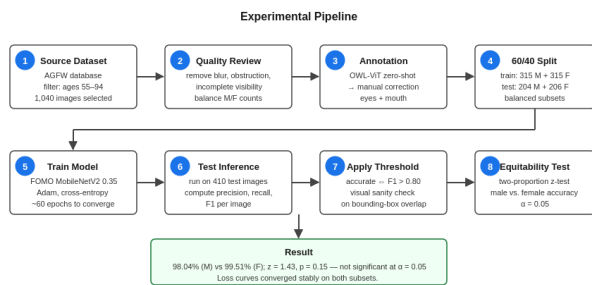 Experimental Pipeline
1 Source Dataset
AGFW database
filter: ages 55–94
1,040 images selected
2 Quality Review
remove blur, obstruction,
incomplete visibility
balance M/F counts
3 Annotation
OWL-ViT zero-shot
→ manual correction
eyes + mouth
4 60/40 Split
train: 315 M + 315 F
test: 204 M + 206 F
balanced subsets
5 Train Model
FOMO MobileNetV2 0.35
Adam, cross-entropy
~60 epochs to converge
6 Test Inference
run on 410 test images
compute precision, recall,
F1 per image
7 Apply Threshold
accurate ⇔ F1 > 0.80
visual sanity check
on bounding-box overlap
8 Equitability Test
two-proportion z-test
male vs. female accuracy
α = 0.05
Result
98.04% (M) vs 99.51% (F); z = 1.43, p = 0.15 — not significant at α = 0.05
Loss curves converged stably on both subsets.